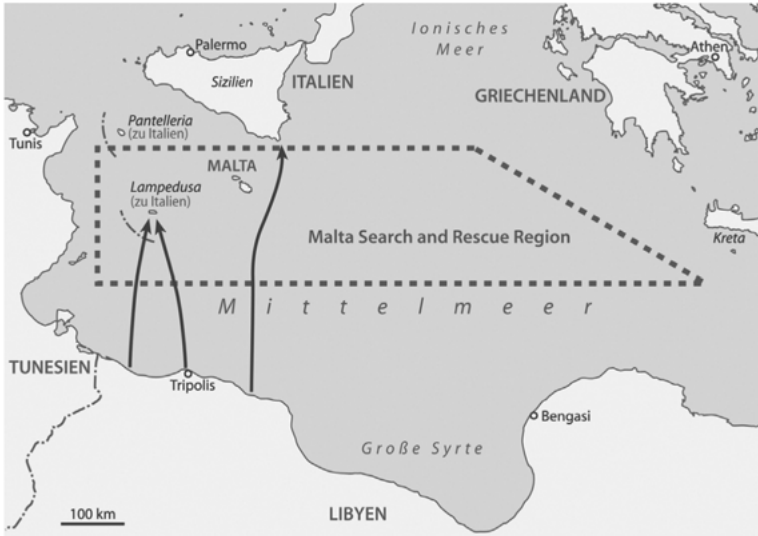 Ionisches
Meer
Palermo
Athen
Sizilien
ITALIEN
GRIECHENLAND
Pantelleria
(zu Italien)
Tunis
MALTA
Lampedusa
(zu Italien)
Malta Search and Rescue Region
Kreta
Mittelmeer
TUNESIEN
Tripolis
Bengasi
Große Syrte
100 km
LIBYEN